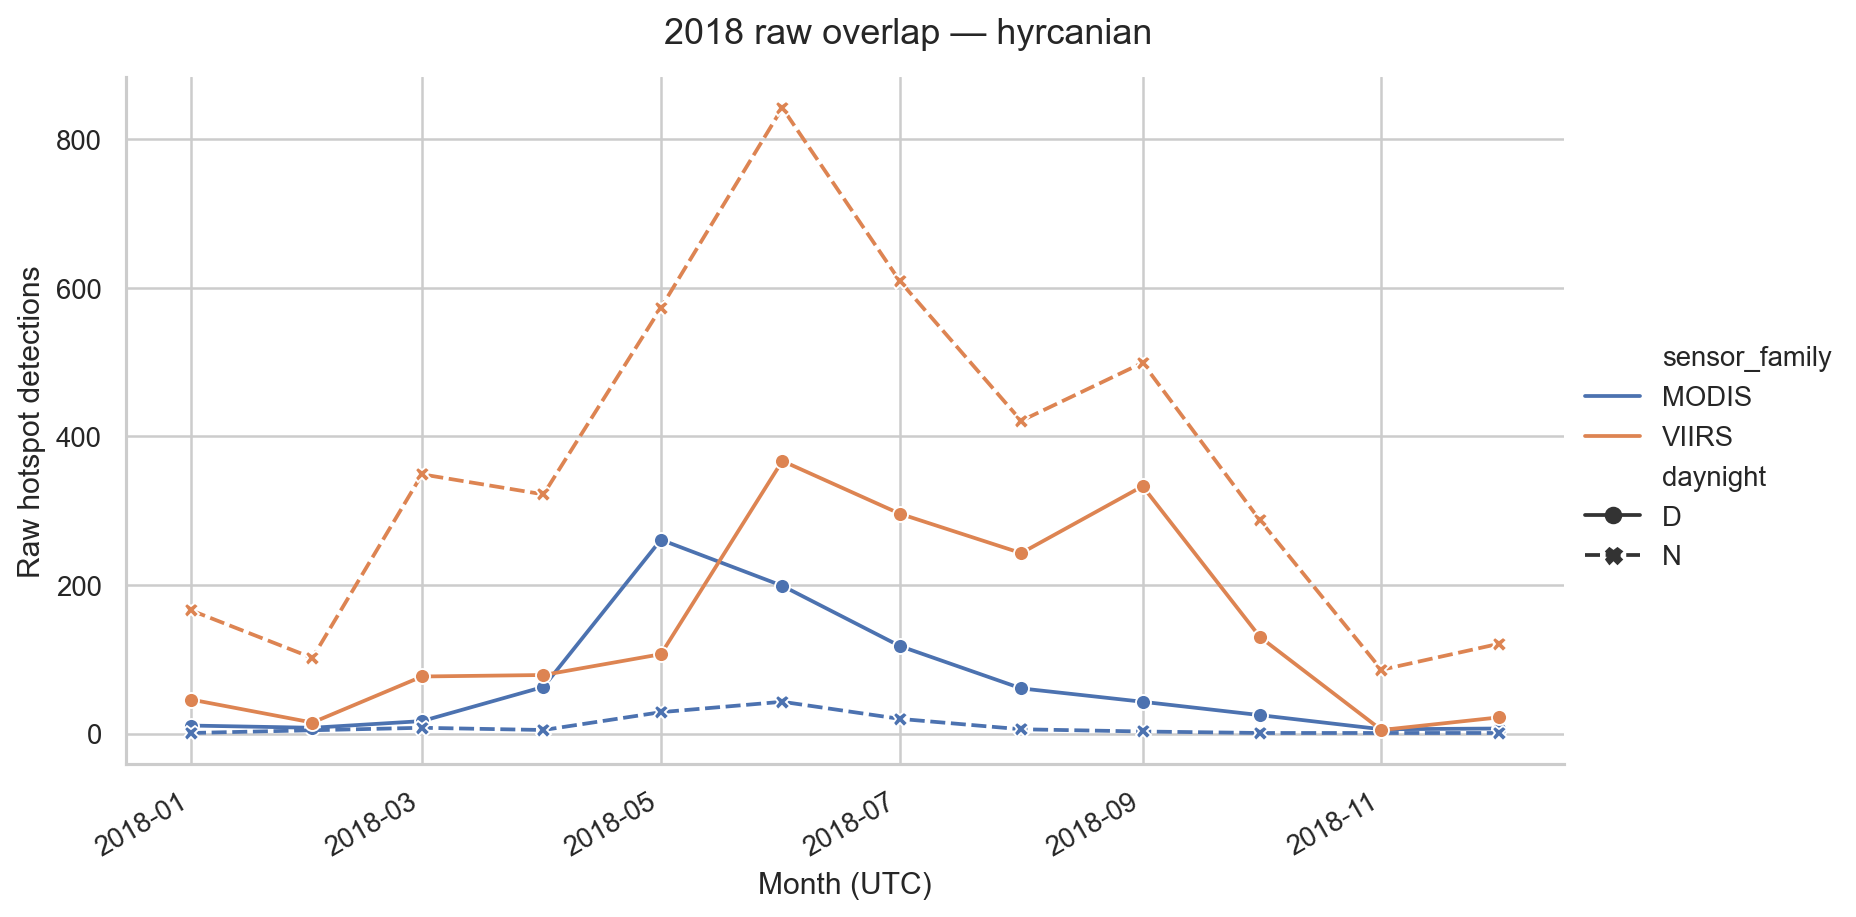 2018 raw overlap — hyrcanian
Raw hotspot detections
800
600
400
200
0
2018-01
2018-03
2018-05
2018-07
2018-09
2018-11
Month (UTC)
sensor_family
MODIS
VIIRS
daynight
D
N